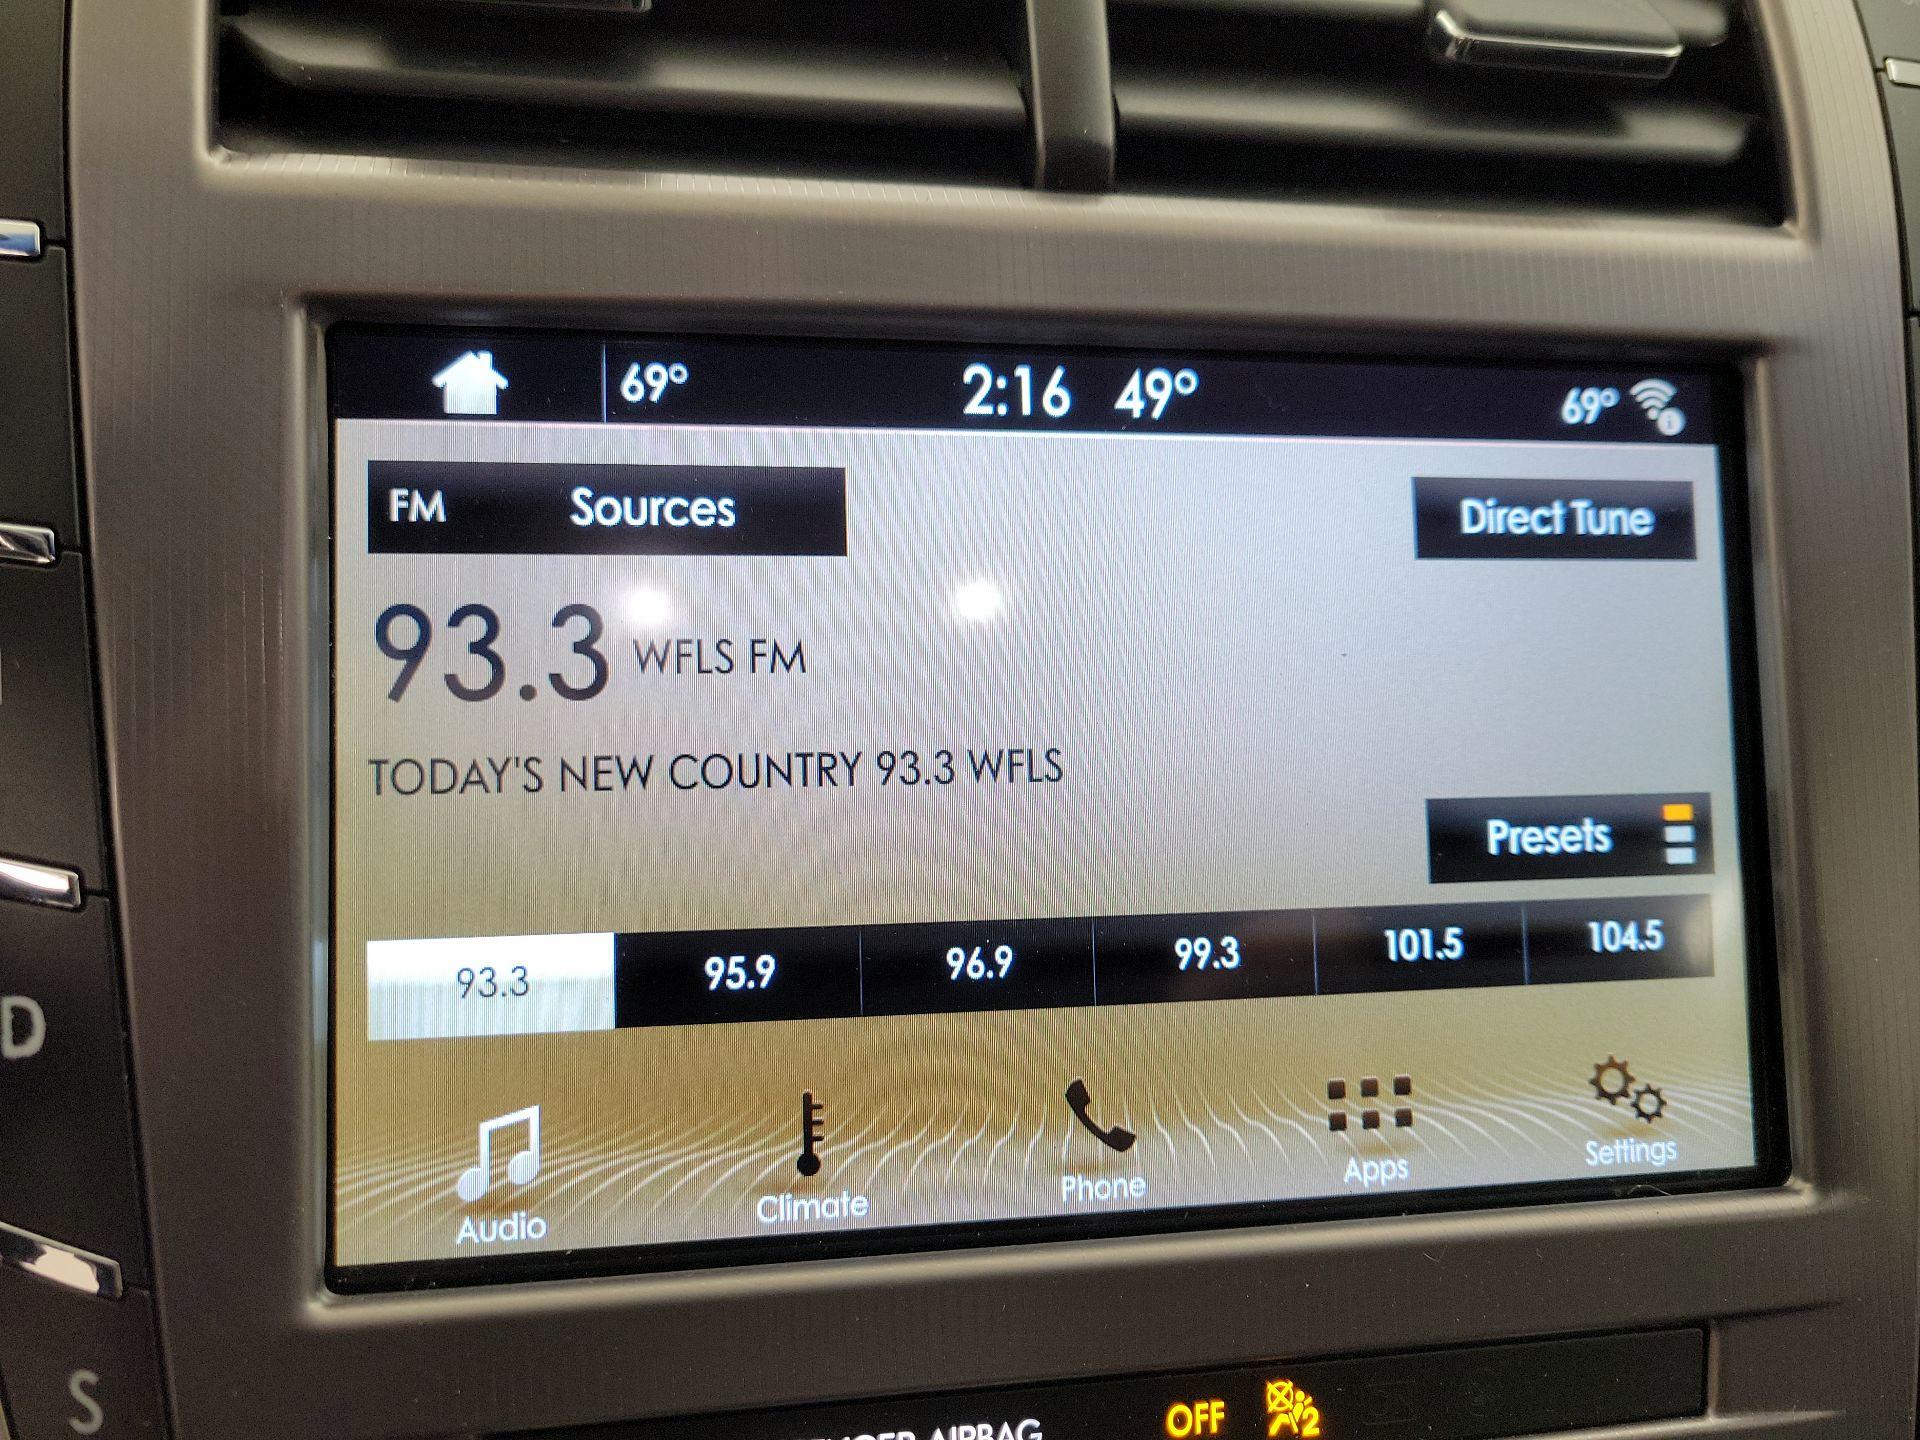 69° 2:16 49° 69°
FM Sources Direct Tune
93.3 WFLS FM
TODAY'S NEW COUNTRY 93.3 WFLS
Presets
93.3 95.9 96.9 99.3 101.5 104.5
Audio Climate Phone Apps Settings
D
S
AIRBAG OFF 2